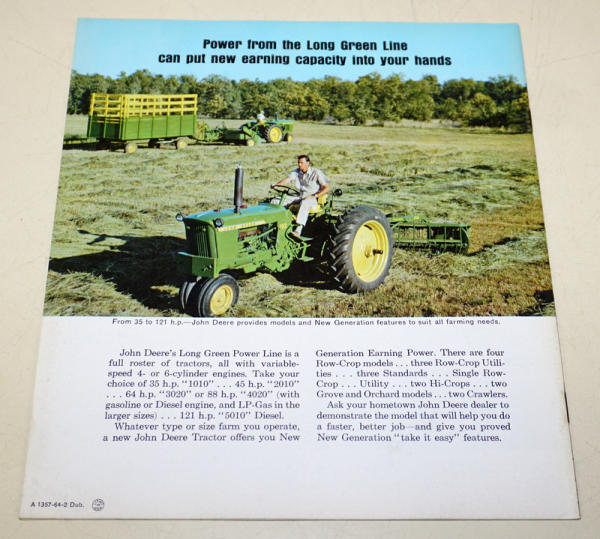 Power from the Long Green Line
can put new earning capacity into your hands
JOHN DEERE
From 35 to 121 h.p.—John Deere provides models and New Generation features to suit all farming needs.
John Deere's Long Green Power Line is a
full roster of tractors, all with variable-
speed 4- or 6-cylinder engines. Take your
choice of 35 h.p. "1010" . . . 45 h.p. "2010"
. . . 64 h.p. "3020" or 88 h.p. "4020" (with
gasoline or Diesel engine, and LP-Gas in the
larger sizes) . . . 121 h.p. "5010" Diesel.
Whatever type or size farm you operate,
a new John Deere Tractor offers you New
Generation Earning Power. There are four
Row-Crop models . . . three Row-Crop Utili-
ties . . . three Standards . . . Single Row-
Crop . . . Utility . . . two Hi-Crops . . . two
Grove and Orchard models . . . two Crawlers.
Ask your hometown John Deere dealer to
demonstrate the model that will help you do
a faster, better job—and give you proved
New Generation "take it easy" features.
A 1357-64-2 Dub.